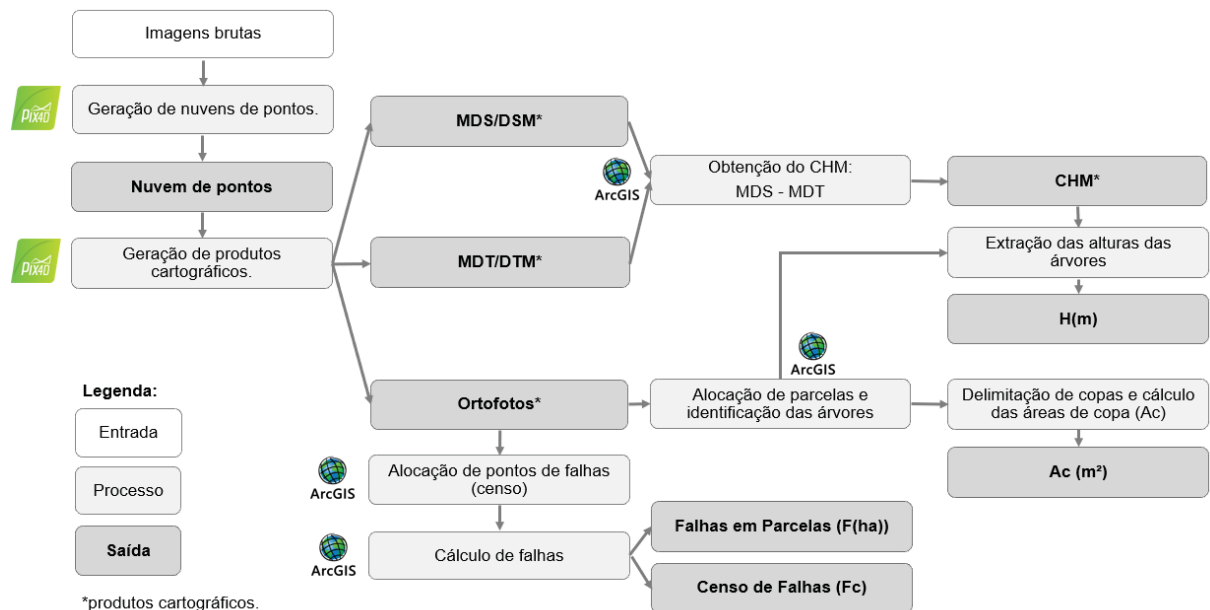 Imagens brutas
PIX4D
Geração de nuvens de pontos.
Nuvem de pontos
PIX4D
Geração de produtos
cartográficos.
MDS/DSM*
MDT/DTM*
ArcGIS
Obtenção do CHM:
MDS - MDT
CHM*
Extração das alturas das
árvores
H(m)
ArcGIS
Ortofotos*
Alocação de parcelas e
identificação das árvores
Delimitação de copas e cálculo
das áreas de copa (Ac)
Ac (m²)
ArcGIS
Alocação de pontos de falhas
(censo)
ArcGIS
Cálculo de falhas
Falhas em Parcelas (F(ha))
Censo de Falhas (Fc)
Legenda:
Entrada
Processo
Saída
*produtos cartográficos.